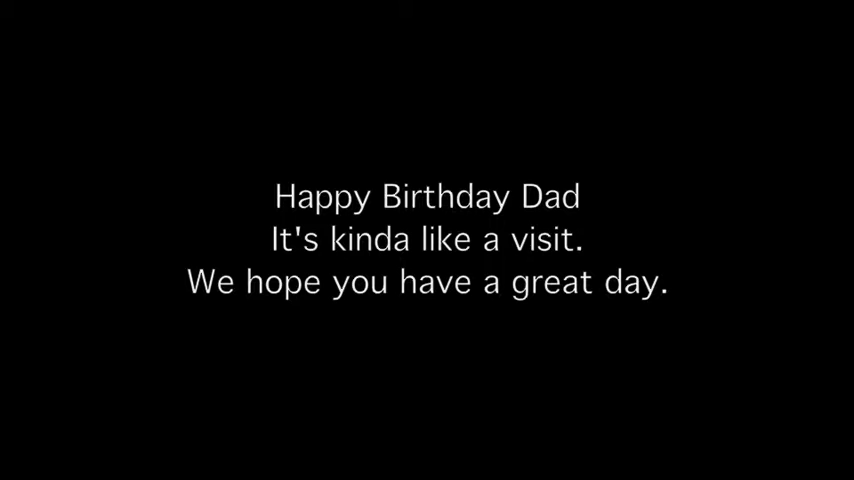 Happy Birthday Dad
It's kinda like a visit.
We hope you have a great day.